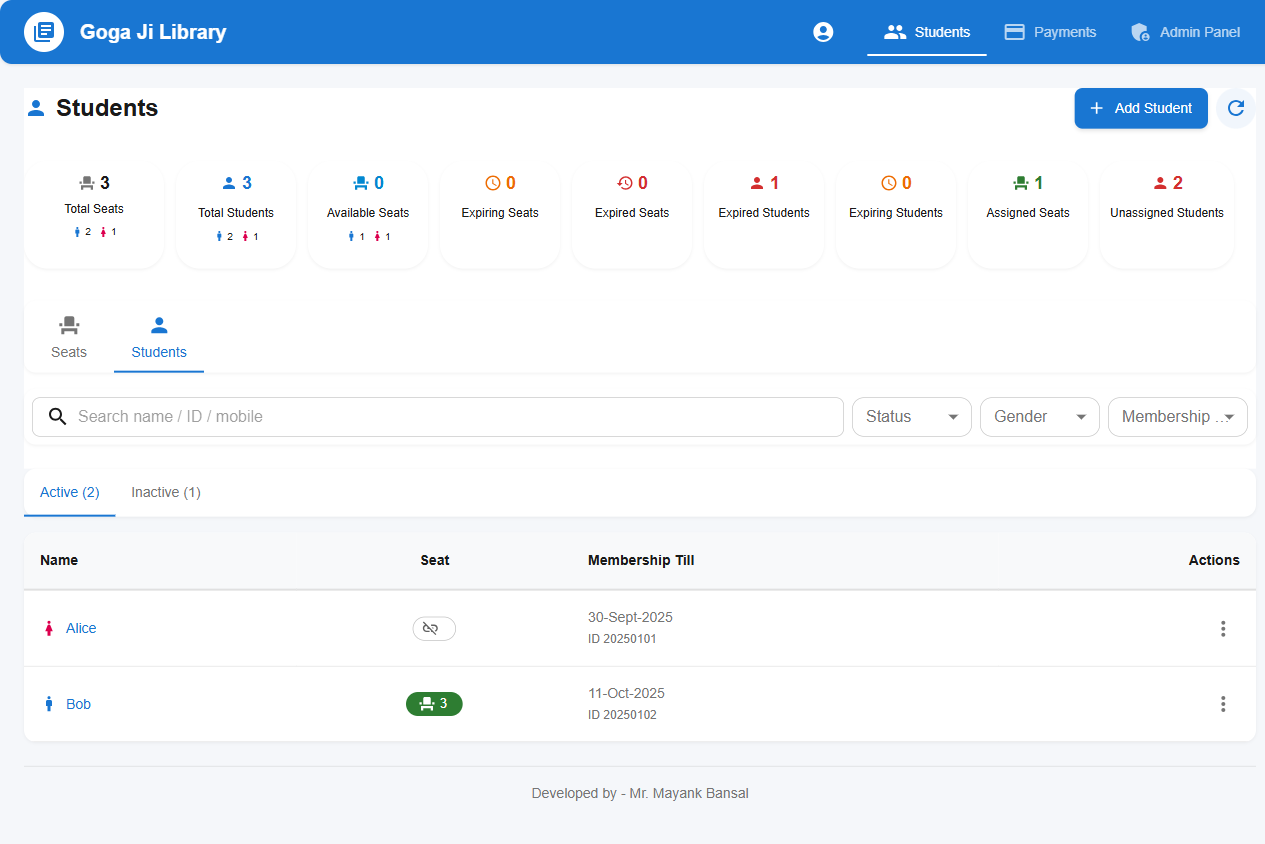 Goga Ji Library
Students
Payments
Admin Panel
Students
Add Student
3
Total Seats
2 1
3
Total Students
2 1
0
Available Seats
1 1
0
Expiring Seats
0
Expired Seats
1
Expired Students
0
Expiring Students
1
Assigned Seats
2
Unassigned Students
Seats
Students
Search name / ID / mobile
Status
Gender
Membership ...
Active (2)
Inactive (1)
Name Seat Membership Till Actions
Alice
30-Sept-2025
ID 20250101
Bob
3
11-Oct-2025
ID 20250102
Developed by - Mr. Mayank Bansal